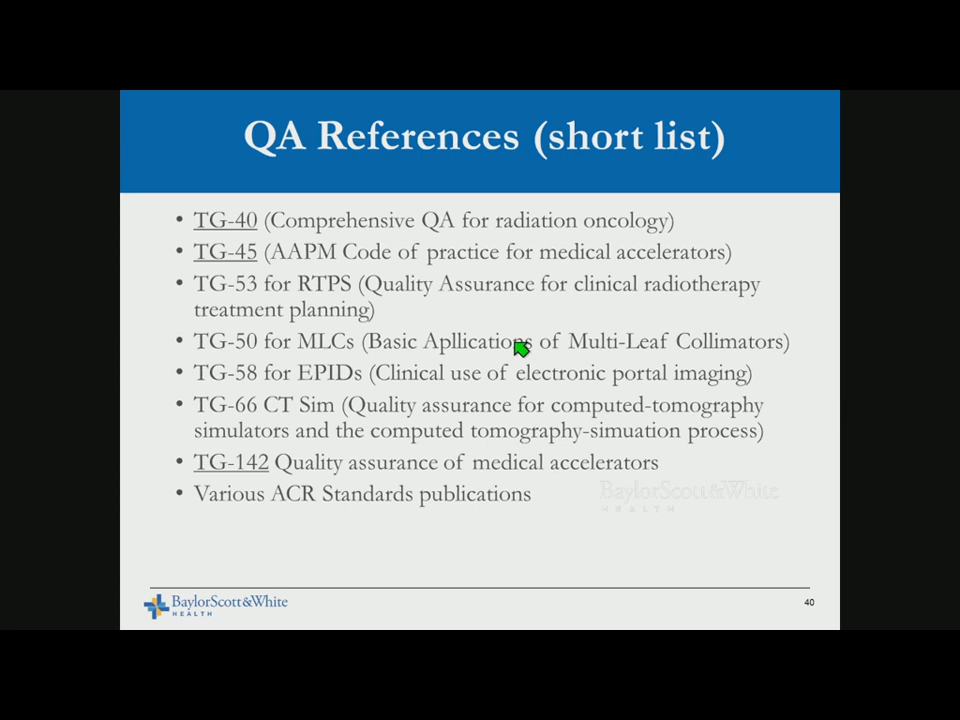 QA References (short list)
• TG-40 (Comprehensive QA for radiation oncology)
• TG-45 (AAPM Code of practice for medical accelerators)
• TG-53 for RTPS (Quality Assurance for clinical radiotherapy
treatment planning)
• TG-50 for MLCs (Basic Apllications of Multi-Leaf Collimators)
• TG-58 for EPIDs (Clinical use of electronic portal imaging)
• TG-66 CT Sim (Quality assurance for computed-tomography
simulators and the computed tomography-simuation process)
• TG-142 Quality assurance of medical accelerators
• Various ACR Standards publications
BaylorScott&White
HEALTH
BaylorScott&White
HEALTH
40